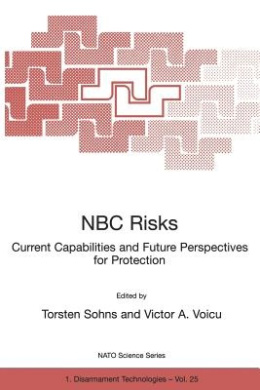 NBC Risks
Current Capabilities and Future Perspectives
for Protection
Edited by
Torsten Sohns and Victor A. Voicu
NATO Science Series
1. Disarmament Technologies – Vol. 25